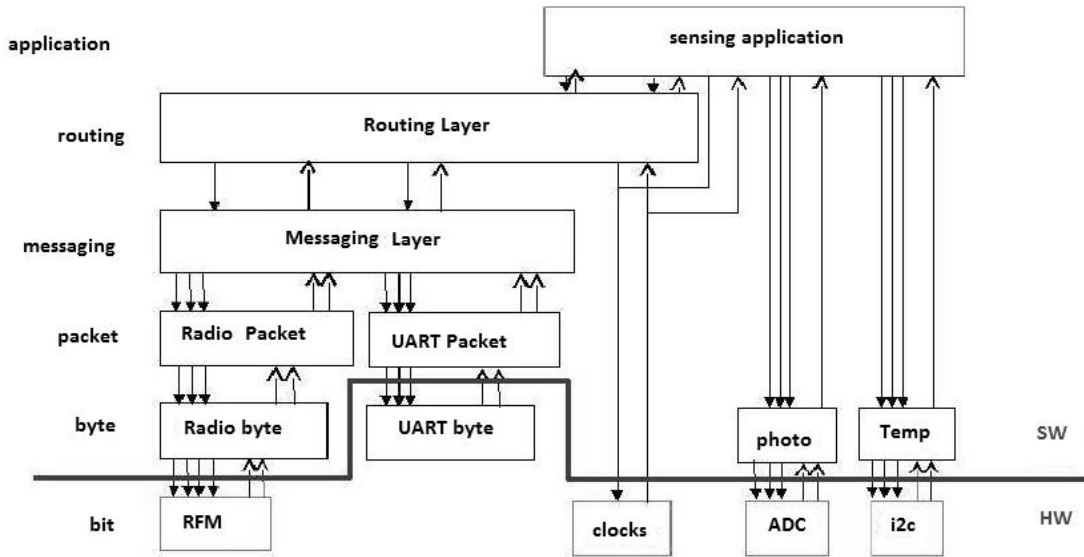 application
sensing application
routing
Routing Layer
messaging
Messaging Layer
packet
Radio Packet
UART Packet
byte
Radio byte
UART byte
photo
Temp
SW
bit
RFM
clocks
ADC
i2c
HW